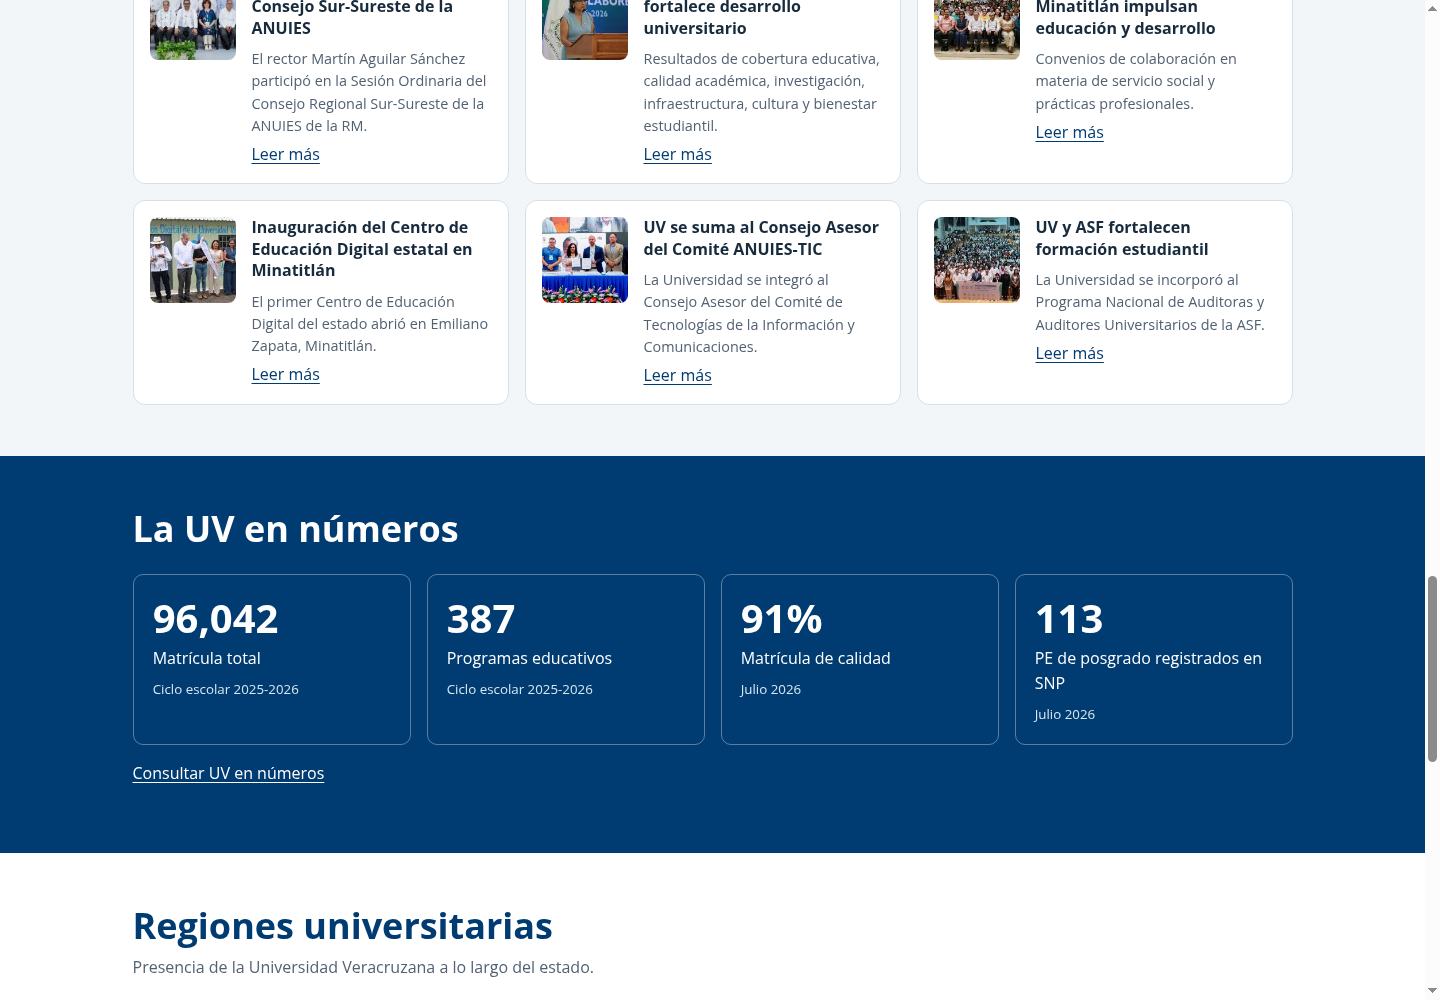 Consejo Sur-Sureste de la
ANUIES
El rector Martín Aguilar Sánchez
participó en la Sesión Ordinaria del
Consejo Regional Sur-Sureste de la
ANUIES de la RM.
Leer más
fortalece desarrollo
universitario
Resultados de cobertura educativa,
calidad académica, investigación,
infraestructura, cultura y bienestar
estudiantil.
Leer más
Minatitlán impulsan
educación y desarrollo
Convenios de colaboración en
materia de servicio social y
prácticas profesionales.
Leer más
Inauguración del Centro de
Educación Digital estatal en
Minatitlán
El primer Centro de Educación
Digital del estado abrió en Emiliano
Zapata, Minatitlán.
Leer más
UV se suma al Consejo Asesor
del Comité ANUIES-TIC
La Universidad se integró al
Consejo Asesor del Comité de
Tecnologías de la Información y
Comunicaciones.
Leer más
UV y ASF fortalecen
formación estudiantil
La Universidad se incorporó al
Programa Nacional de Auditoras y
Auditores Universitarios de la ASF.
Leer más
La UV en números
96,042
Matrícula total
Ciclo escolar 2025-2026
387
Programas educativos
Ciclo escolar 2025-2026
91%
Matrícula de calidad
Julio 2026
113
PE de posgrado registrados en
SNP
Julio 2026
Consultar UV en números
Regiones universitarias
Presencia de la Universidad Veracruzana a lo largo del estado.